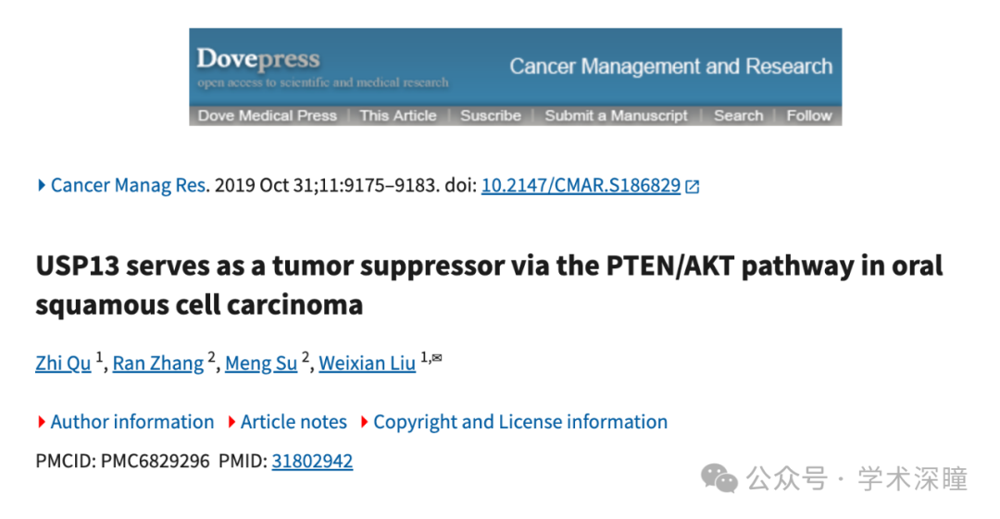 Dovepress
open access to scientific and medical research
Cancer Management and Research
Dove Medical Press | This Article | Suscribe | Submit a Manuscript | Search | Follow
Cancer Manag Res. 2019 Oct 31;11:9175–9183. doi: 10.2147/CMAR.S186829
USP13 serves as a tumor suppressor via the PTEN/AKT pathway in oral
squamous cell carcinoma
Zhi Qu 1, Ran Zhang 2, Meng Su 2, Weixian Liu 1,✉
Author information Article notes Copyright and License information
PMCID: PMC6829296 PMID: 31802942
公众号 · 学术深瞳